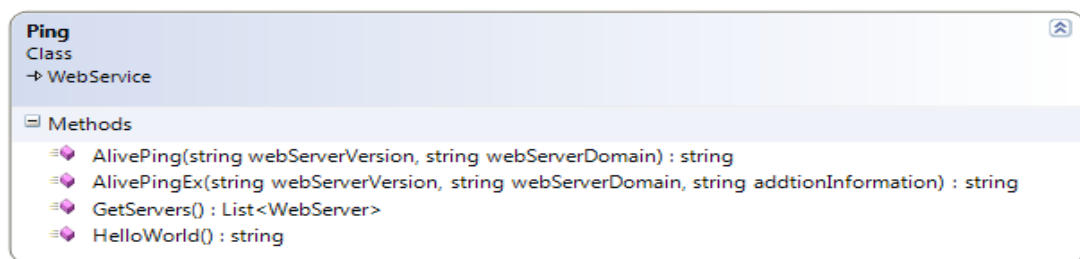 Ping
Class
WebService
Methods
AlivePing(string webServerVersion, string webServerDomain) : string
AlivePingEx(string webServerVersion, string webServerDomain, string addtionInformation) : string
GetServers() : List<WebServer>
HelloWorld() : string